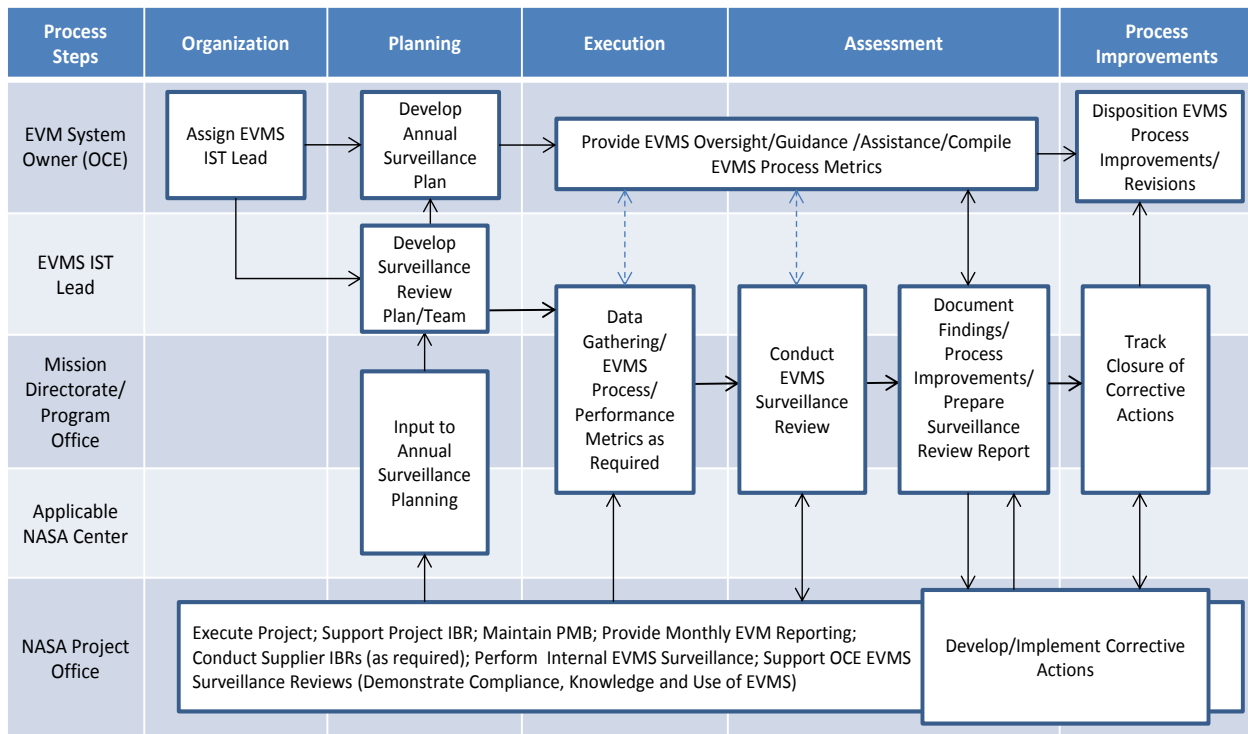 Process
Steps
Organization
Planning
Execution
Assessment
Process
Improvements
EVM System
Owner (OCE)
Assign EVMS
IST Lead
Develop
Annual
Surveillance
Plan
Provide EVMS Oversight/Guidance /Assistance/Compile
EVMS Process Metrics
Disposition EVMS
Process
Improvements/
Revisions
EVMS IST
Lead
Develop
Surveillance
Review
Plan/Team
Mission
Directorate/
Program
Office
Input to
Annual
Surveillance
Planning
Data
Gathering/
EVMS
Process/
Performance
Metrics as
Required
Conduct
EVMS
Surveillance
Review
Document
Findings/
Process
Improvements/
Prepare
Surveillance
Review Report
Track
Closure of
Corrective
Actions
Applicable
NASA Center
NASA Project
Office
Execute Project; Support Project IBR; Maintain PMB; Provide Monthly EVM Reporting;
Conduct Supplier IBRs (as required); Perform  Internal EVMS Surveillance; Support OCE EVMS
Surveillance Reviews (Demonstrate Compliance, Knowledge and Use of EVMS)
Develop/Implement Corrective
Actions